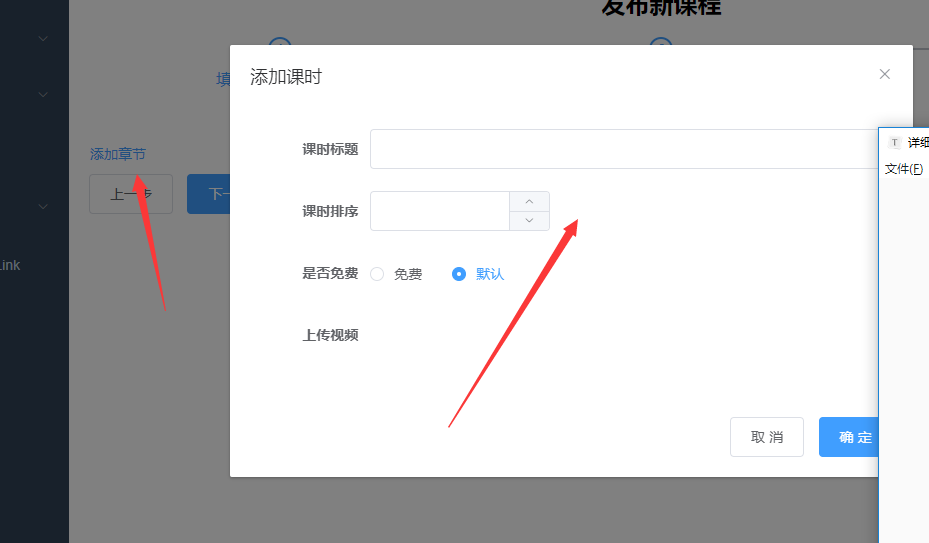 发布新课程
添加课时
填
课时标题
详细
文件(F)
添加章节
上一步
下一
课时排序
Link
是否免费
免费
默认
上传视频
取 消
确 定